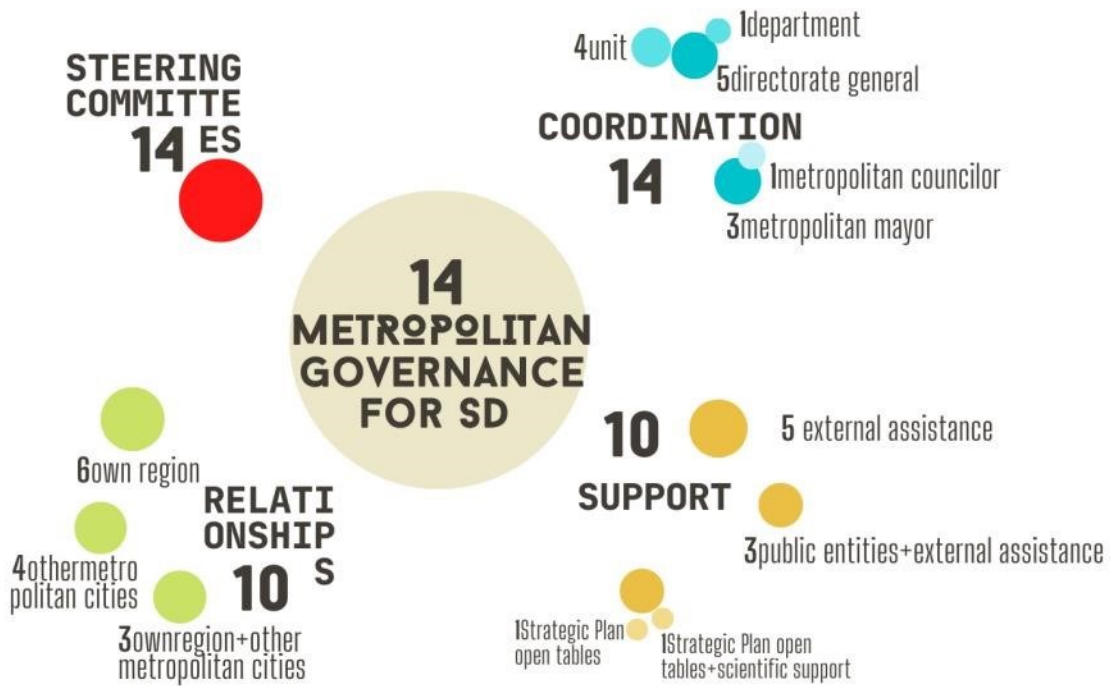 STEERING
COMMITTE
14 ES
4unit
1department
5directorate general
COORDINATION
14
1metropolitan councilor
3metropolitan mayor
14
METROPOLITAN
GOVERNANCE
FOR SD
6own region
RELATI
ONSHIP
S
10
4othermetro
politan cities
3ownregion+other
metropolitan cities
10
SUPPORT
5 external assistance
3public entities+external assistance
1Strategic Plan
open tables
1Strategic Plan open
tables+scientific support